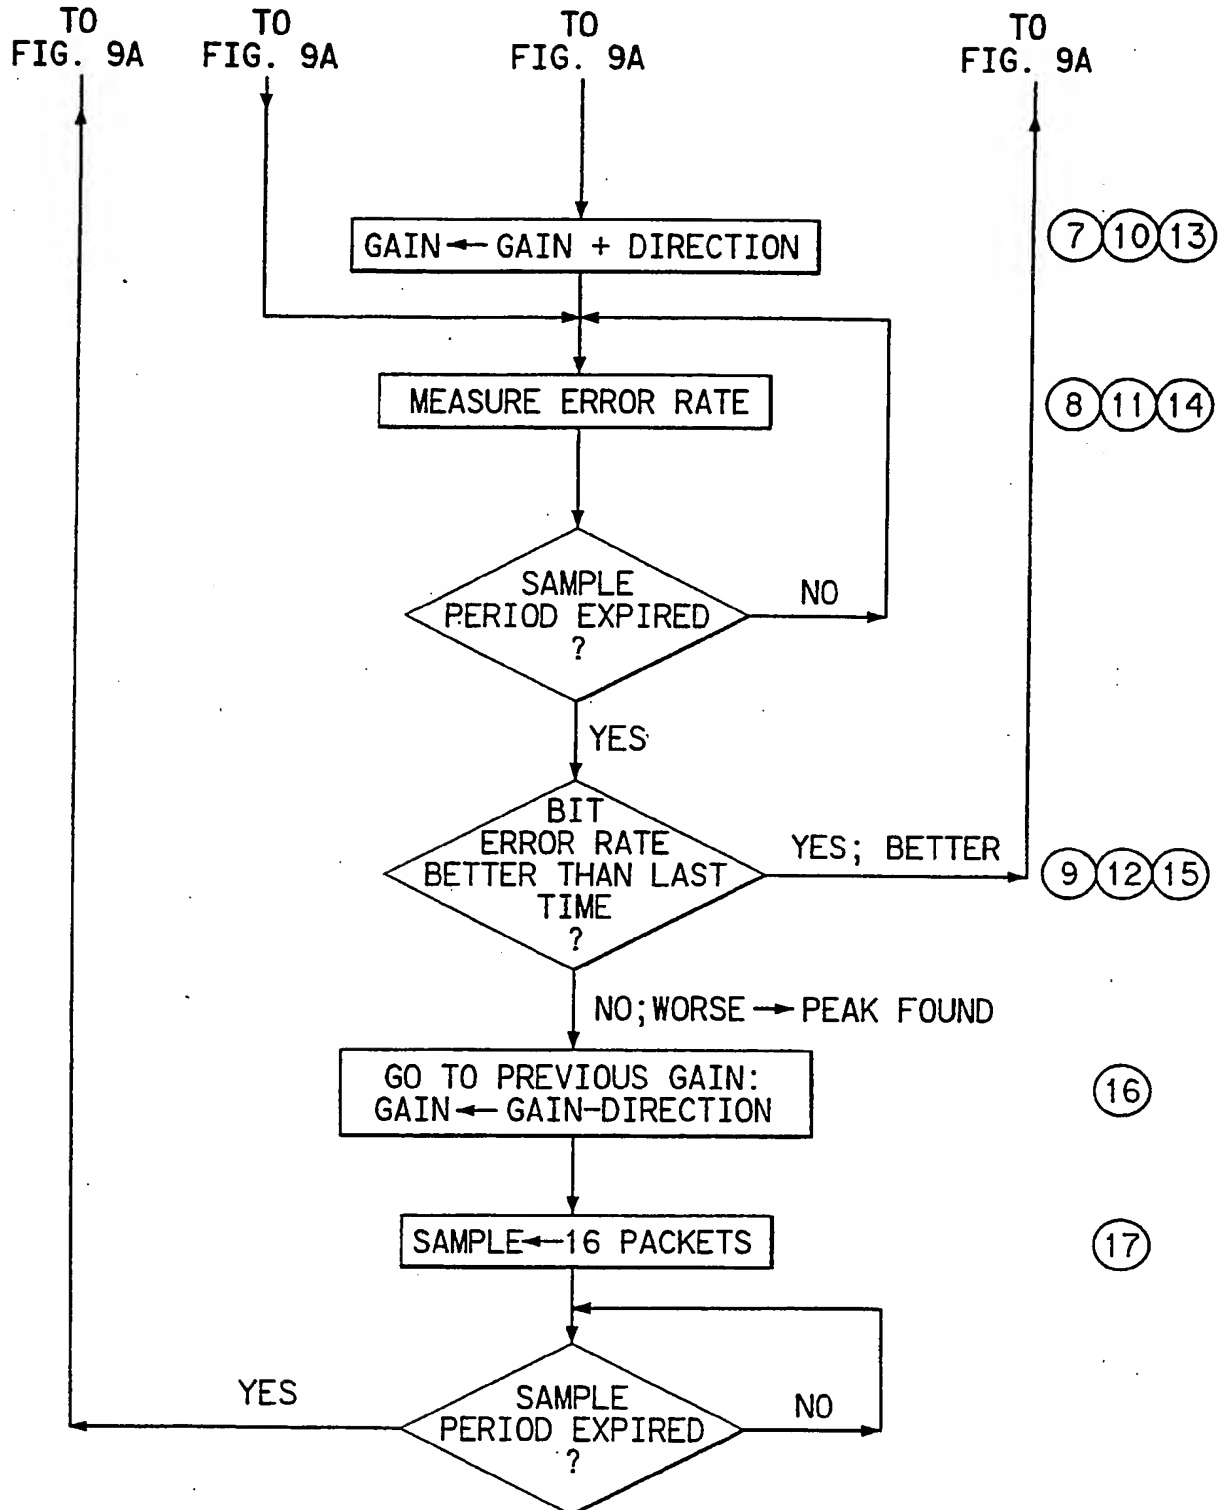 TO
FIG. 9A
TO
FIG. 9A
TO
FIG. 9A
TO
FIG. 9A
GAIN ← GAIN + DIRECTION
7 10 13
MEASURE ERROR RATE
8 11 14
SAMPLE
PERIOD EXPIRED
?
NO
YES
BIT
ERROR RATE
BETTER THAN LAST
TIME
?
YES; BETTER
9 12 15
NO;WORSE → PEAK FOUND
GO TO PREVIOUS GAIN:
GAIN ← GAIN-DIRECTION
16
SAMPLE ← 16 PACKETS
17
SAMPLE
PERIOD EXPIRED
?
YES
NO